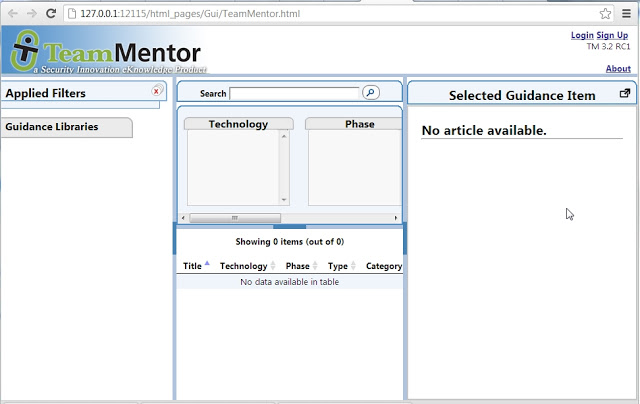 127.0.0.1:12115/html_pages/Gui/TeamMentor.html
Login Sign Up
TM 3.2 RC1
TeamMentor
a Security Innovation eKnowledge Product
About
Applied Filters
Guidance Libraries
Search
Technology Phase
Showing 0 items (out of 0)
Title Technology Phase Type Category
No data available in table
Selected Guidance Item
No article available.